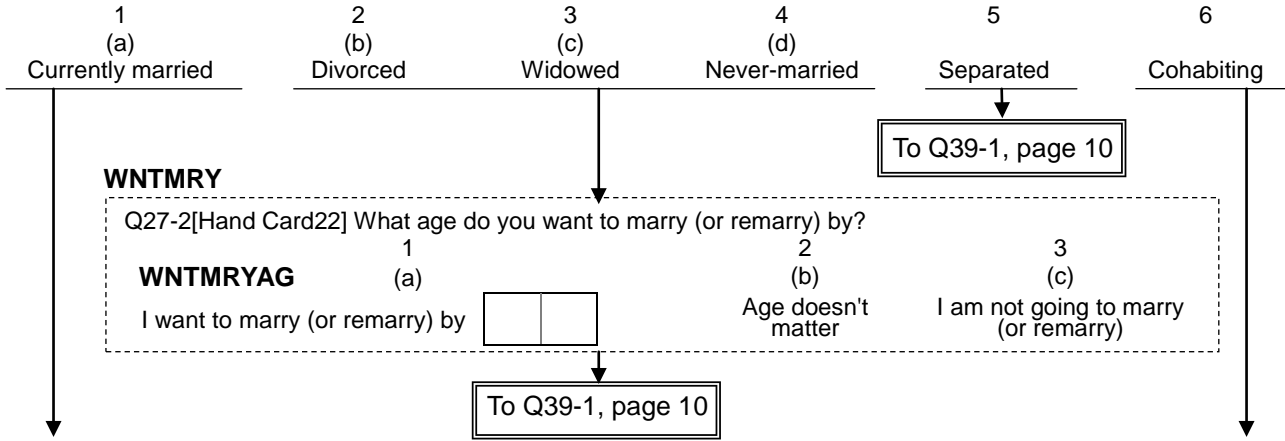 1 2 3 4 5 6
(a) (b) (c) (d)
Currently married Divorced Widowed Never-married Separated Cohabiting
To Q39-1, page 10
WNTMRY
Q27-2[Hand Card22] What age do you want to marry (or remarry) by?
1 2 3
WNTMRYAG (a) (b) (c)
I want to marry (or remarry) by Age doesn't I am not going to marry
matter (or remarry)
To Q39-1, page 10